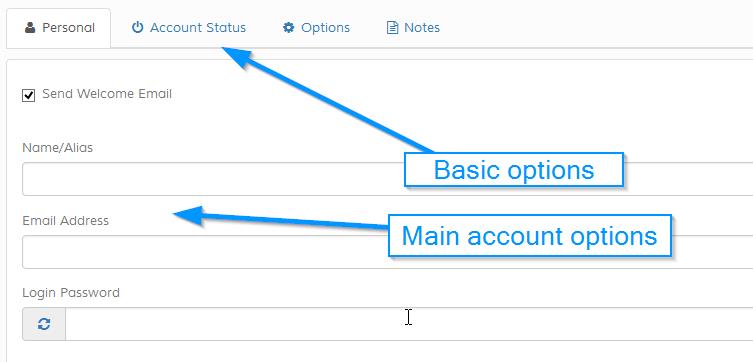 Personal Account Status Options Notes
Send Welcome Email
Name/Alias
Basic options
Email Address
Main account options
Login Password